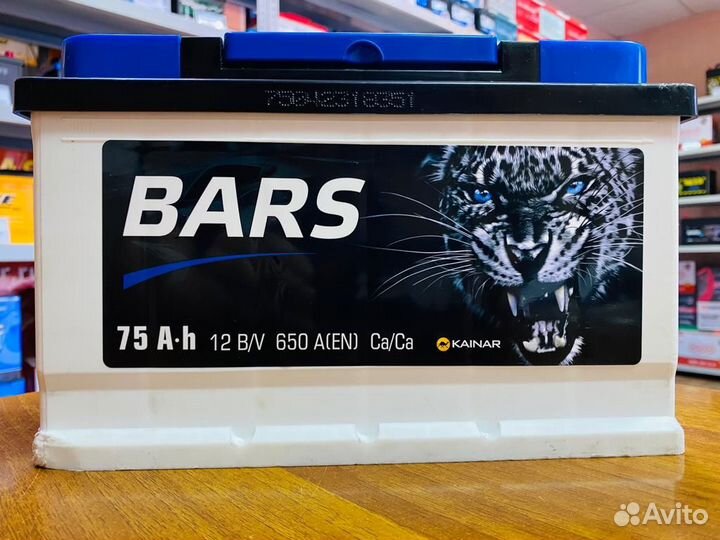 75042318351
BARS
75 A·h 12 B/V 650 A(EN) Ca/Ca KAINAR
Avito